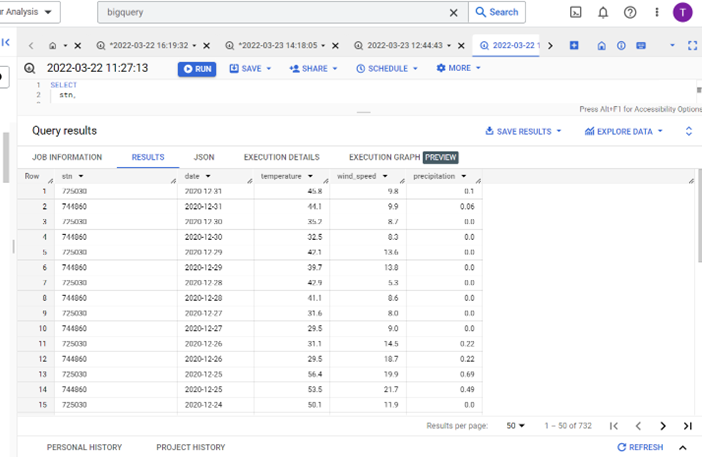 r Analysis bigquery Search T
*2022-03-22 16:19:32 *2022-03-23 14:18:05 2022-03-23 12:44:43 2022-03-22 1
2022-03-22 11:27:13 RUN SAVE SHARE SCHEDULE MORE
1 SELECT
2 stn,
Press Alt+F1 for Accessibility Options
Query results SAVE RESULTS EXPLORE DATA
JOB INFORMATION RESULTS JSON EXECUTION DETAILS EXECUTION GRAPH PREVIEW
Row stn date temperature wind_speed precipitation
1 725030 2020-12-31 45.8 9.8 0.1
2 744860 2020-12-31 44.1 9.9 0.06
3 725030 2020-12-30 35.2 8.7 0.0
4 744860 2020-12-30 32.5 8.3 0.0
5 725030 2020-12-29 42.1 13.6 0.0
6 744860 2020-12-29 39.7 13.8 0.0
7 725030 2020-12-28 42.9 5.3 0.0
8 744860 2020-12-28 41.1 8.6 0.0
9 725030 2020-12-27 31.6 8.0 0.0
10 744860 2020-12-27 29.5 9.0 0.0
11 725030 2020-12-26 31.1 14.5 0.22
12 744860 2020-12-26 29.5 18.7 0.22
13 725030 2020-12-25 56.4 19.9 0.69
14 744860 2020-12-25 53.5 21.7 0.49
15 725030 2020-12-24 50.1 11.9 0.0
Results per page: 50 1 – 50 of 732
PERSONAL HISTORY PROJECT HISTORY REFRESH